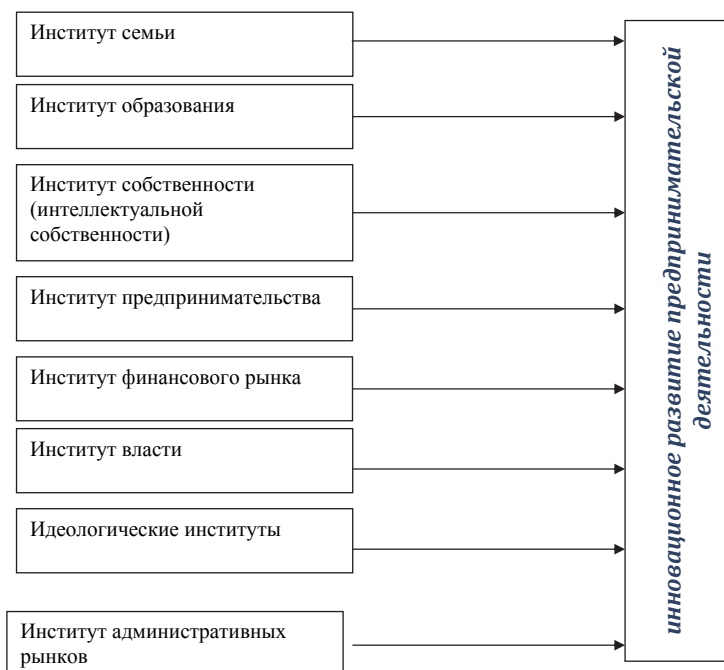 Институт семьи
Институт образования
Институт собственности
(интеллектуальной
собственности)
Институт предпринимательства
Институт финансового рынка
Институт власти
Идеологические институты
Институт административных
рынков
инновационное развитие предпринимательской
деятельности